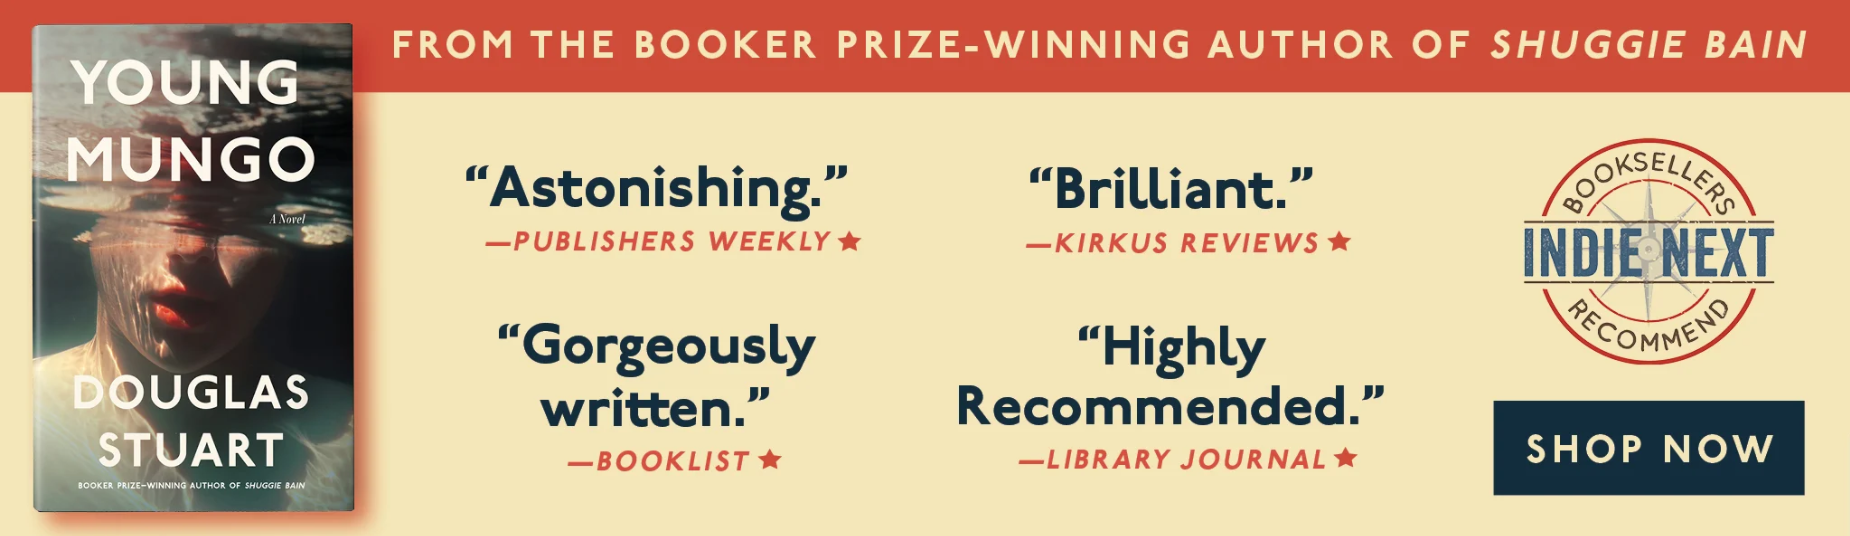 YOUNG
MUNGO
A Novel
DOUGLAS
STUART
BOOKER PRIZE–WINNING AUTHOR OF SHUGGIE BAIN
FROM THE BOOKER PRIZE-WINNING AUTHOR OF SHUGGIE BAIN
“Astonishing.”
—PUBLISHERS WEEKLY ★
“Brilliant.”
—KIRKUS REVIEWS ★
“Gorgeously
written.”
—BOOKLIST ★
“Highly
Recommended.”
—LIBRARY JOURNAL ★
BOOKSELLERS
INDIE NEXT
RECOMMEND
SHOP NOW